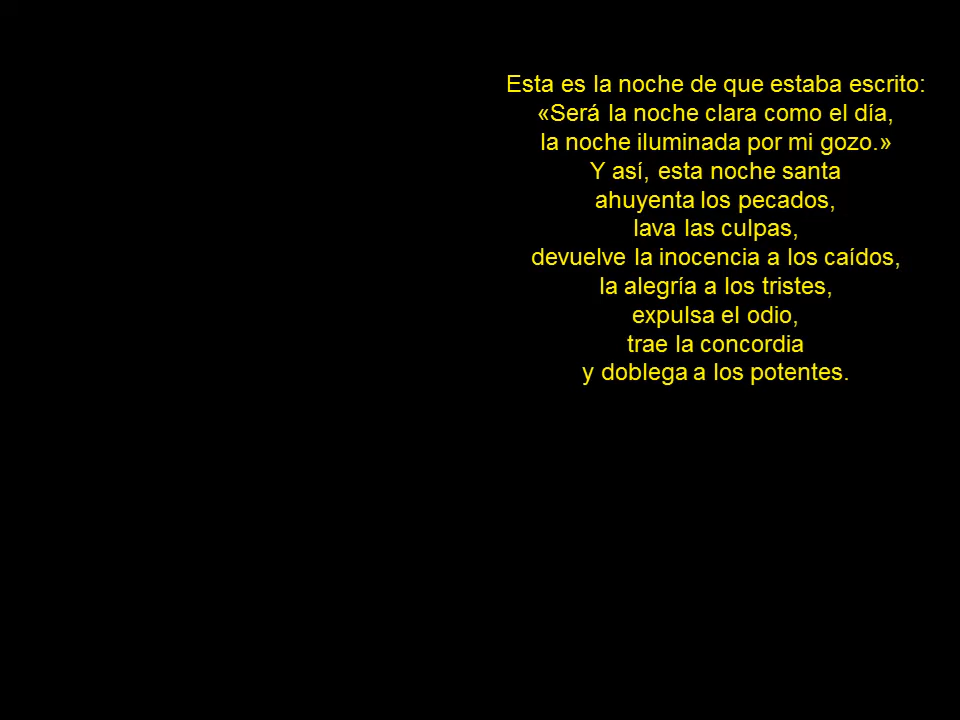 Esta es la noche de que estaba escrito:
«Será la noche clara como el día,
la noche iluminada por mi gozo.»
Y así, esta noche santa
ahuyenta los pecados,
lava las culpas,
devuelve la inocencia a los caídos,
la alegría a los tristes,
expulsa el odio,
trae la concordia
y doblega a los potentes.